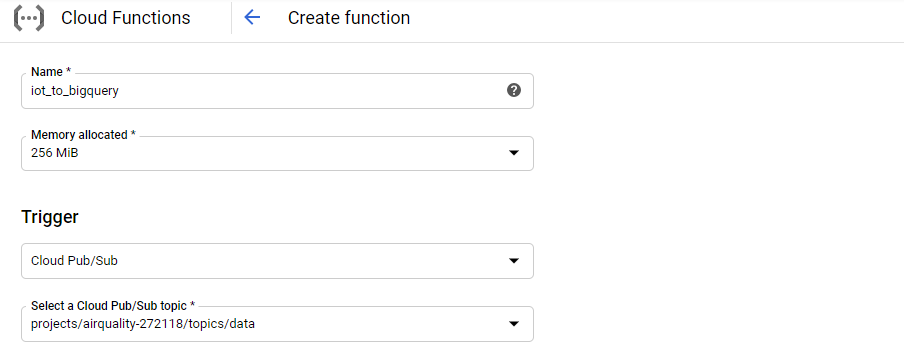 Cloud Functions
Create function
Name *
iot_to_bigquery
Memory allocated *
256 MiB
Trigger
Cloud Pub/Sub
Select a Cloud Pub/Sub topic *
projects/airquality-272118/topics/data